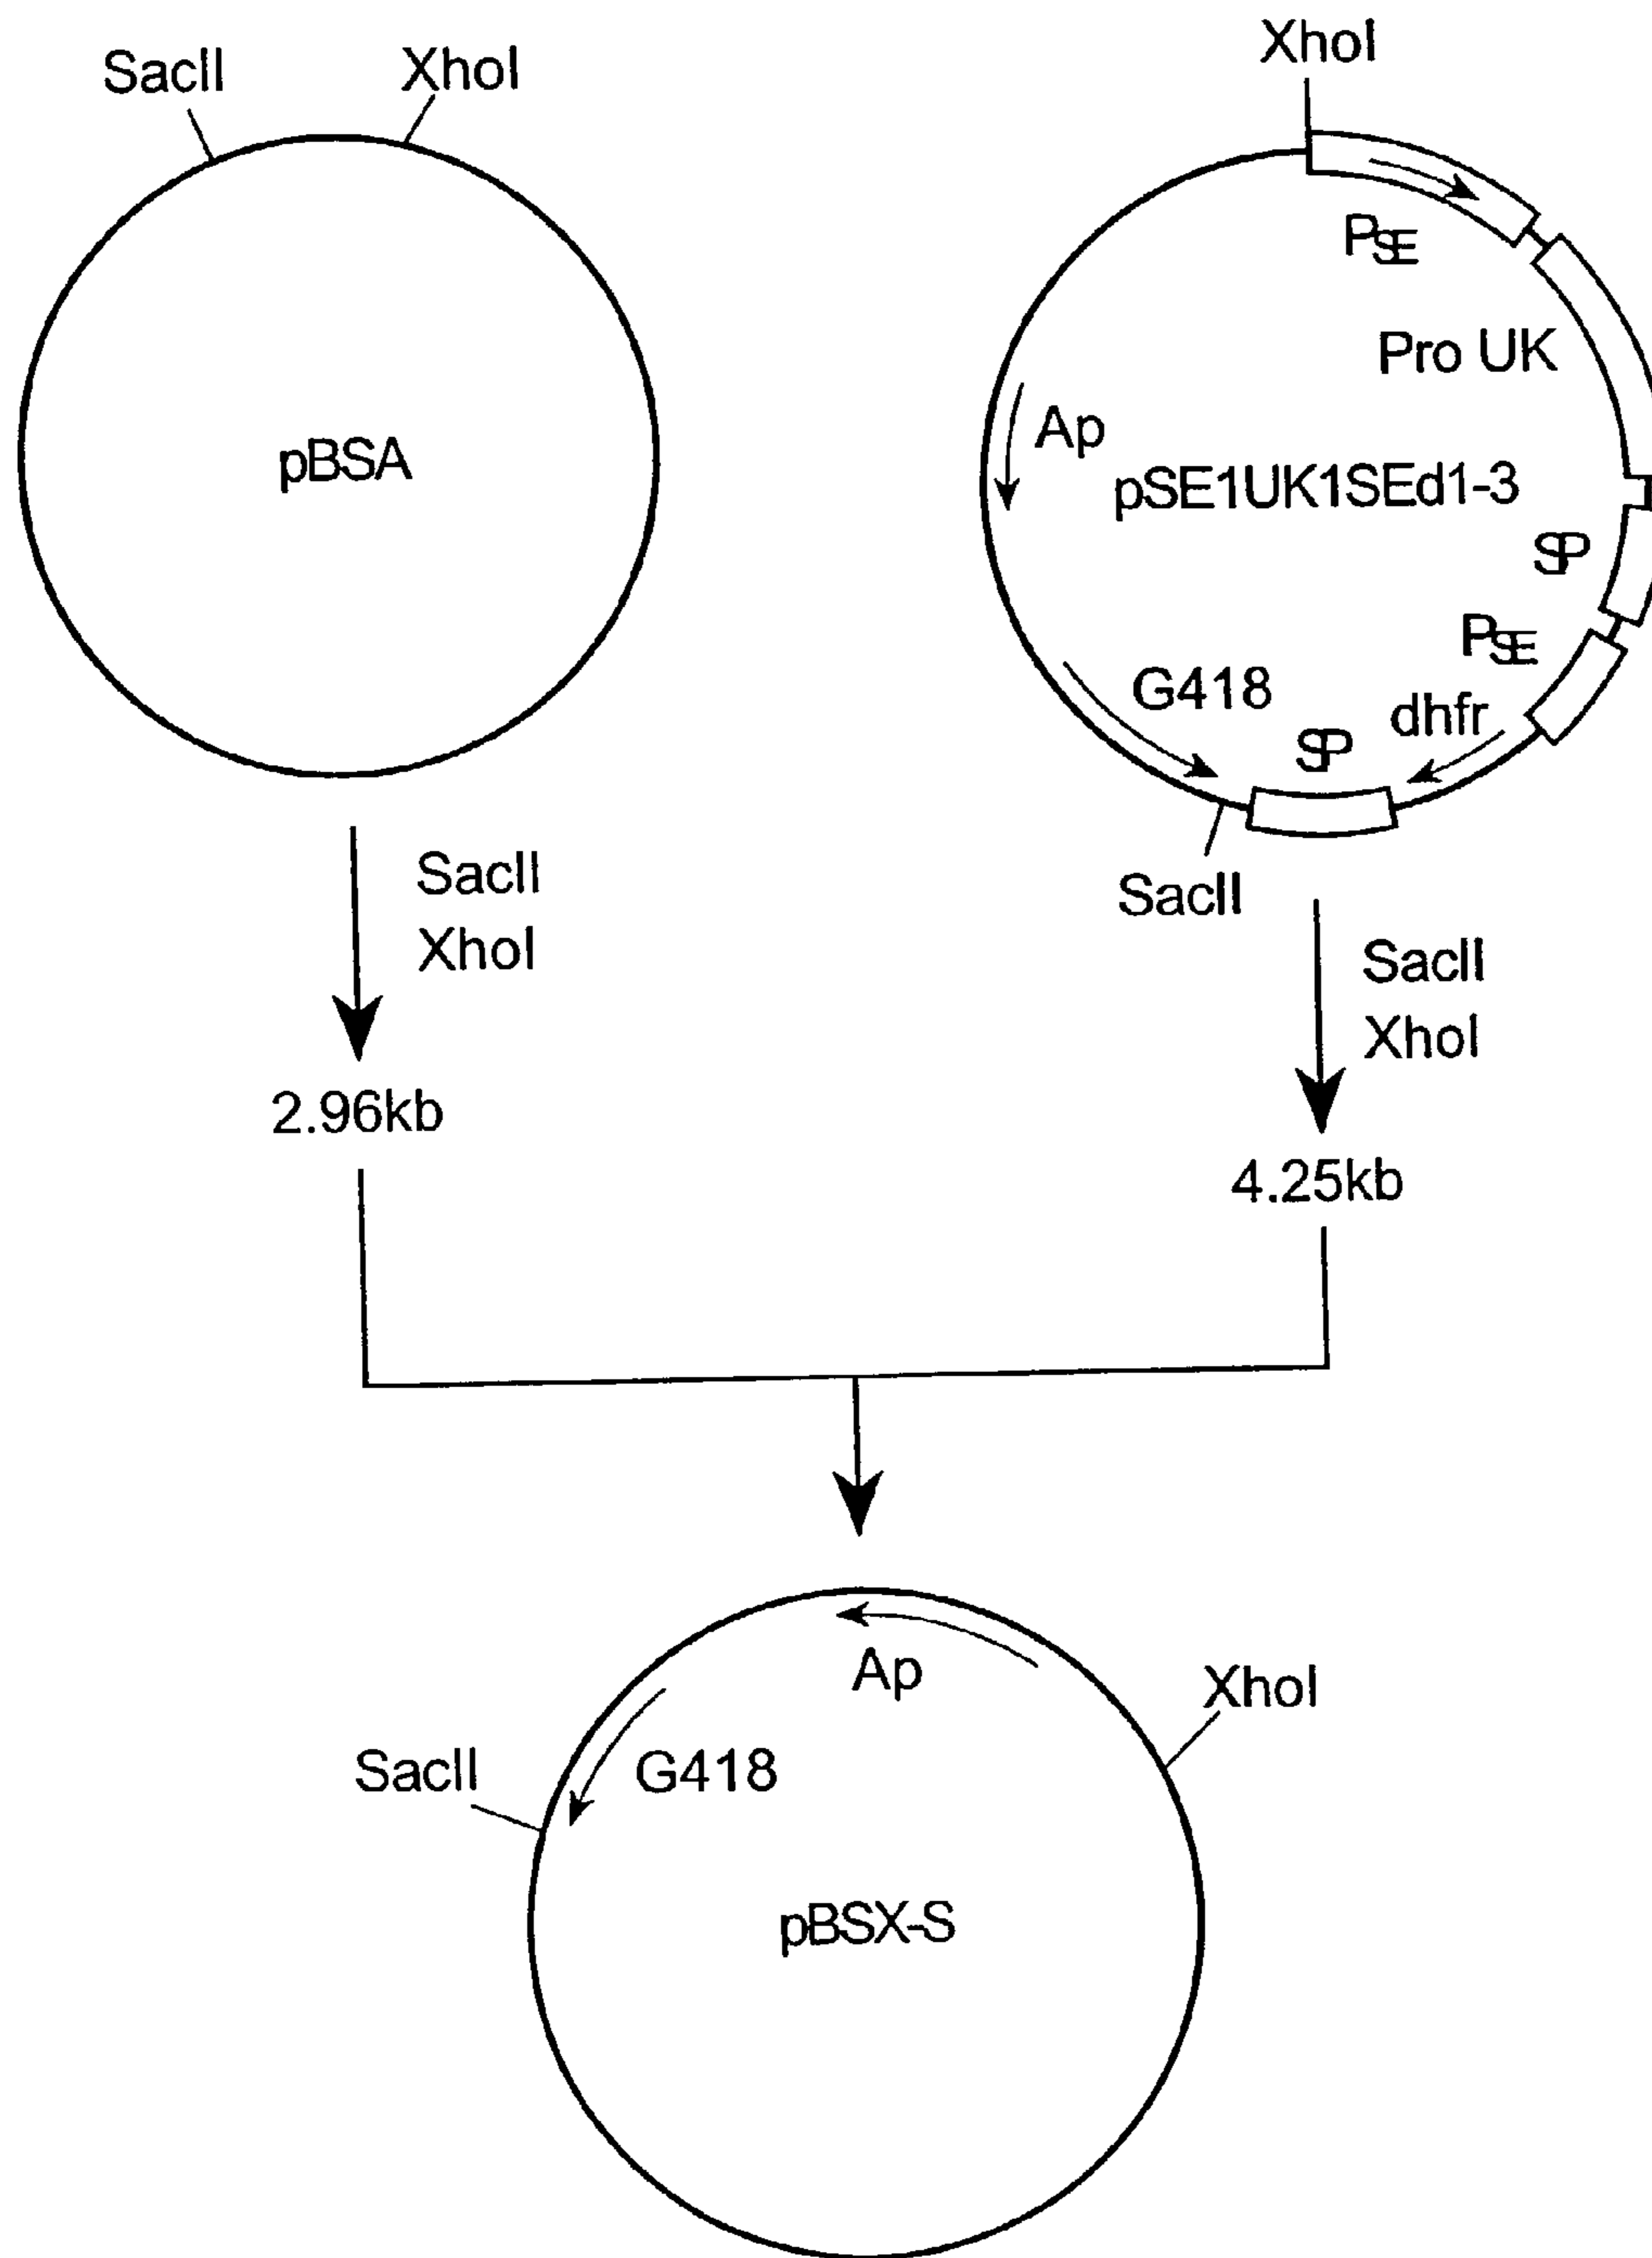 SacII
XhoI
pBSA
XhoI
PSE
Pro UK
Ap
pSE1UK1SEd1-3
SP
PSE
G418
dhfr
SP
SacII
SacII
XhoI
2.96kb
SacII
XhoI
4.25kb
Ap
XhoI
SacII
G418
pBSX-S